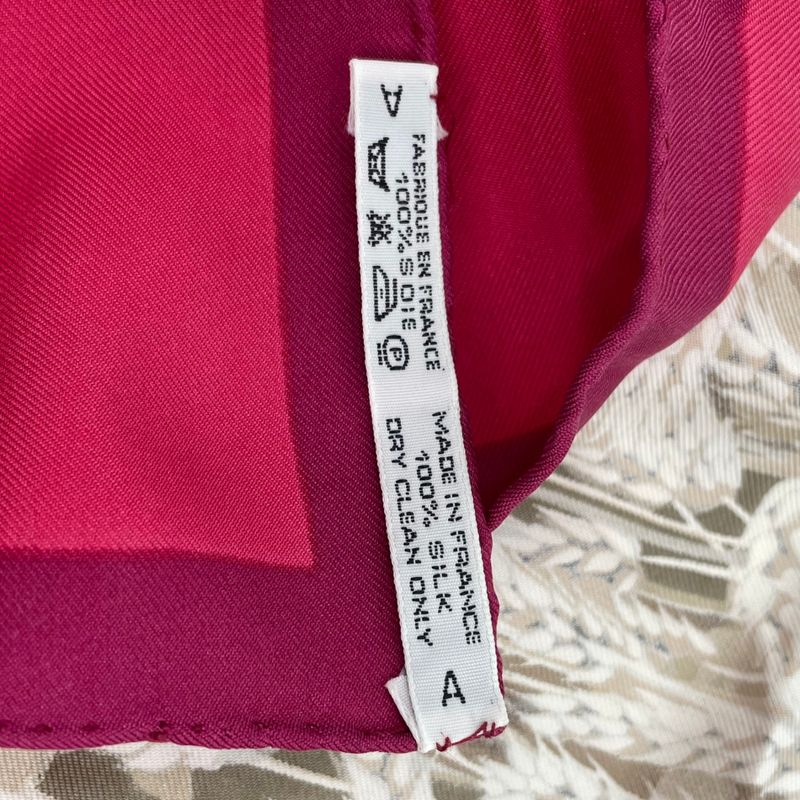 A
FABRIQUE EN FRANCE
100% SOIE
P
MADE IN FRANCE
100% SILK
DRY CLEAN ONLY
A